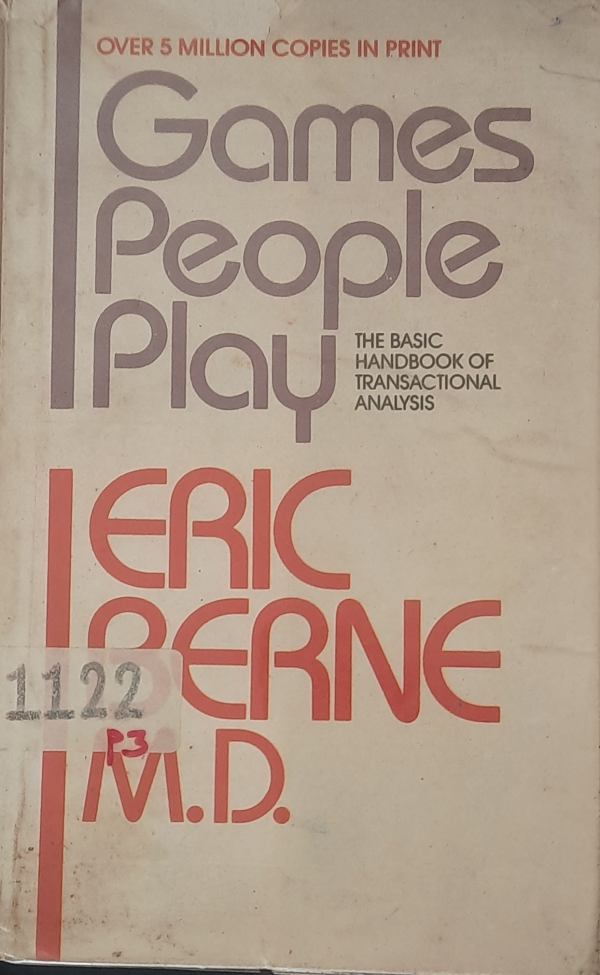 OVER 5 MILLION COPIES IN PRINT
Games
People
Play
THE BASIC
HANDBOOK OF
TRANSACTIONAL
ANALYSIS
ERIC
BERNE
1122
P3
M.D.